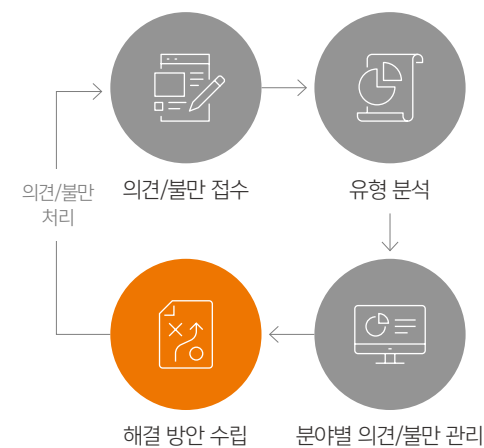 의견/불만 접수
유형 분석
의견/불만
처리
해결 방안 수립
분야별 의견/불만 관리